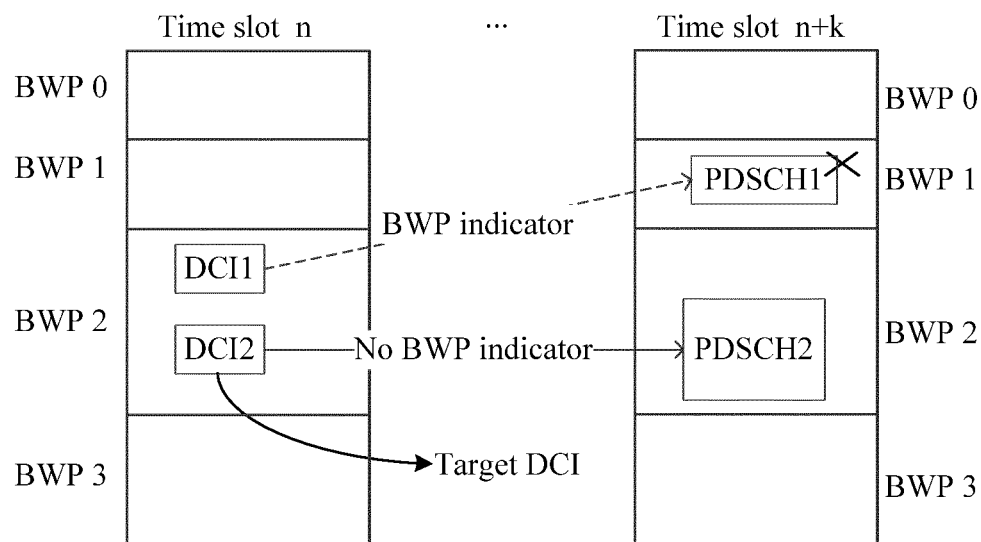 Time slot n
...
Time slot n+k
BWP 0
BWP 0
BWP 1
PDSCH1
BWP 1
BWP indicator
DCI1
BWP 2
DCI2
No BWP indicator
PDSCH2
BWP 2
Target DCI
BWP 3
BWP 3